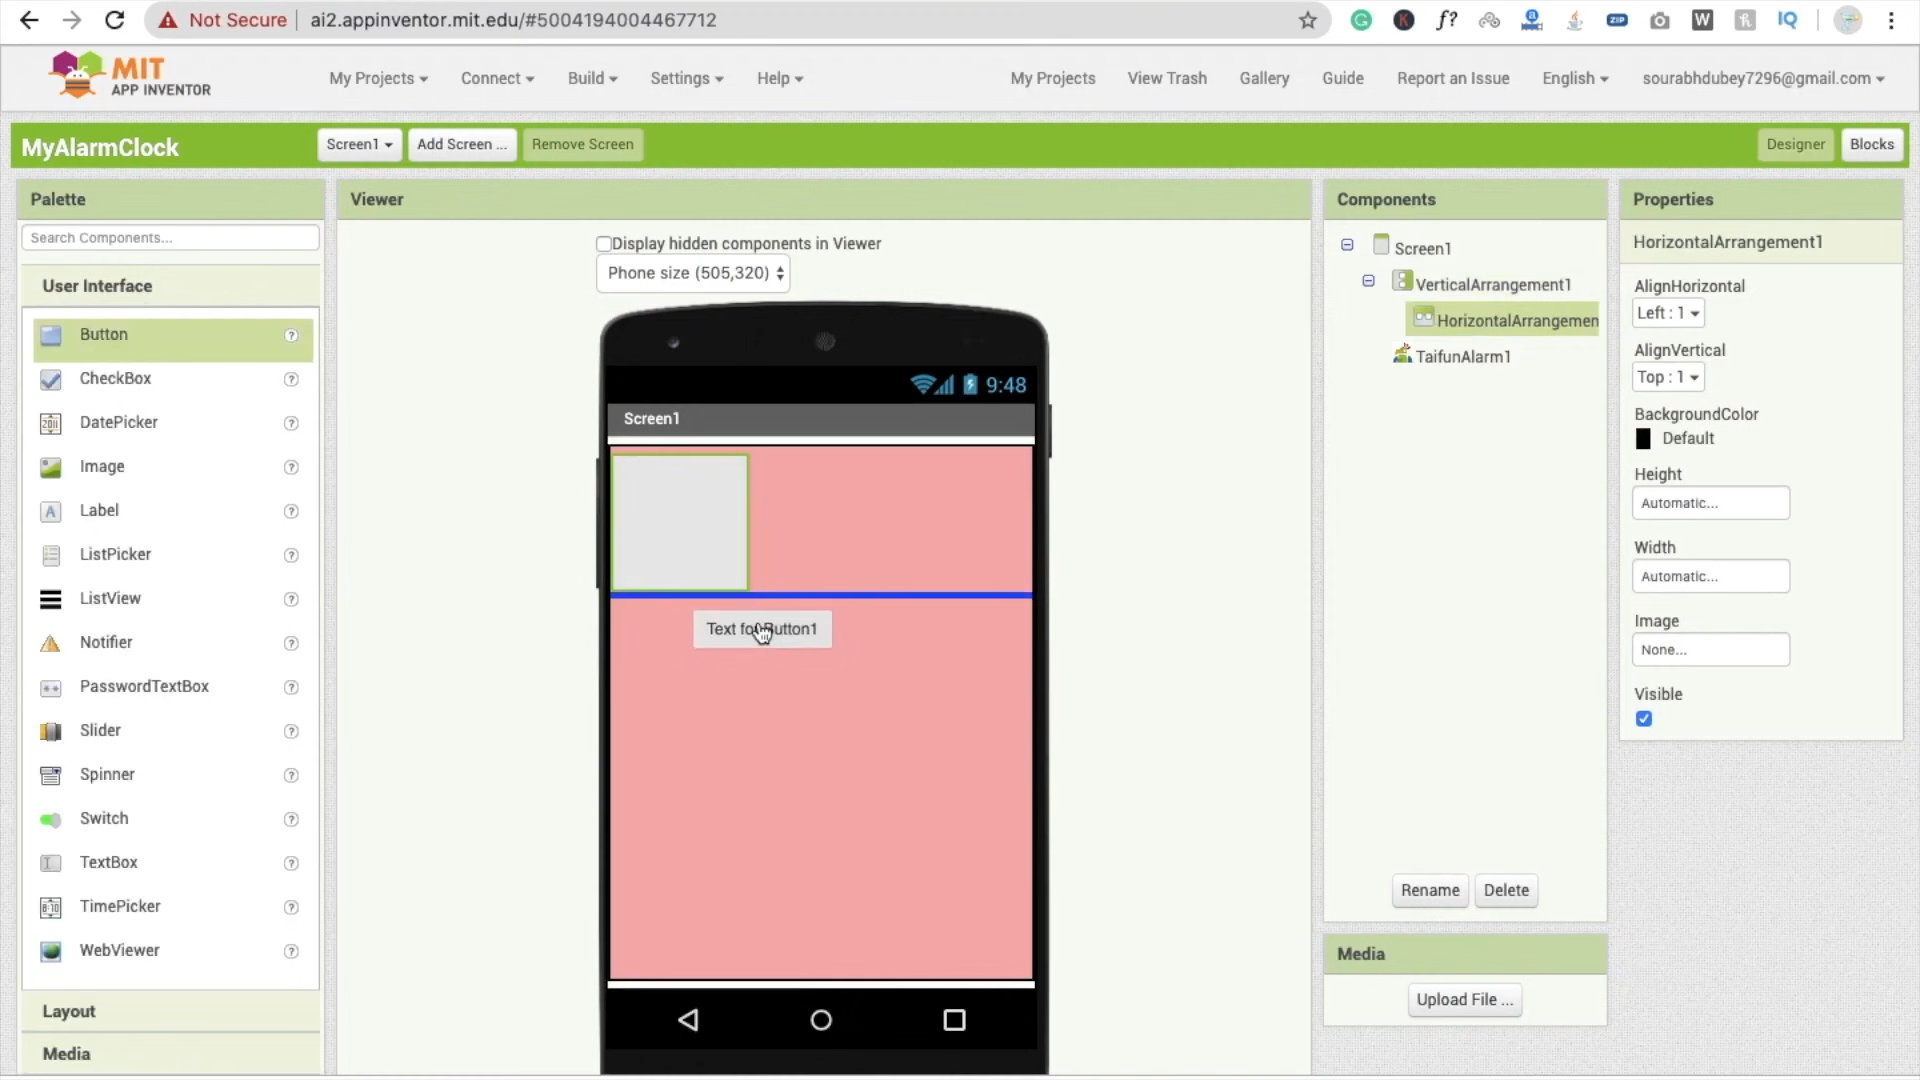 Not Secure | ai2.appinventor.mit.edu/#5004194004467712
MIT
APP INVENTOR
My Projects
Connect
Build
Settings
Help
My Projects
View Trash
Gallery
Guide
Report an Issue
English
sourabhdubey7296@gmail.com
MyAlarmClock
Screen1
Add Screen ...
Remove Screen
Designer
Blocks
Palette
Search Components...
User Interface
Button
CheckBox
DatePicker
Image
Label
ListPicker
ListView
Notifier
PasswordTextBox
Slider
Spinner
Switch
TextBox
TimePicker
WebViewer
Layout
Media
Viewer
Display hidden components in Viewer
Phone size (505,320)
9:48
Screen1
Text for Button1
Components
Screen1
VerticalArrangement1
HorizontalArrangemen
TaifunAlarm1
Rename
Delete
Media
Upload File ...
Properties
HorizontalArrangement1
AlignHorizontal
Left : 1
AlignVertical
Top : 1
BackgroundColor
Default
Height
Automatic...
Width
Automatic...
Image
None...
Visible